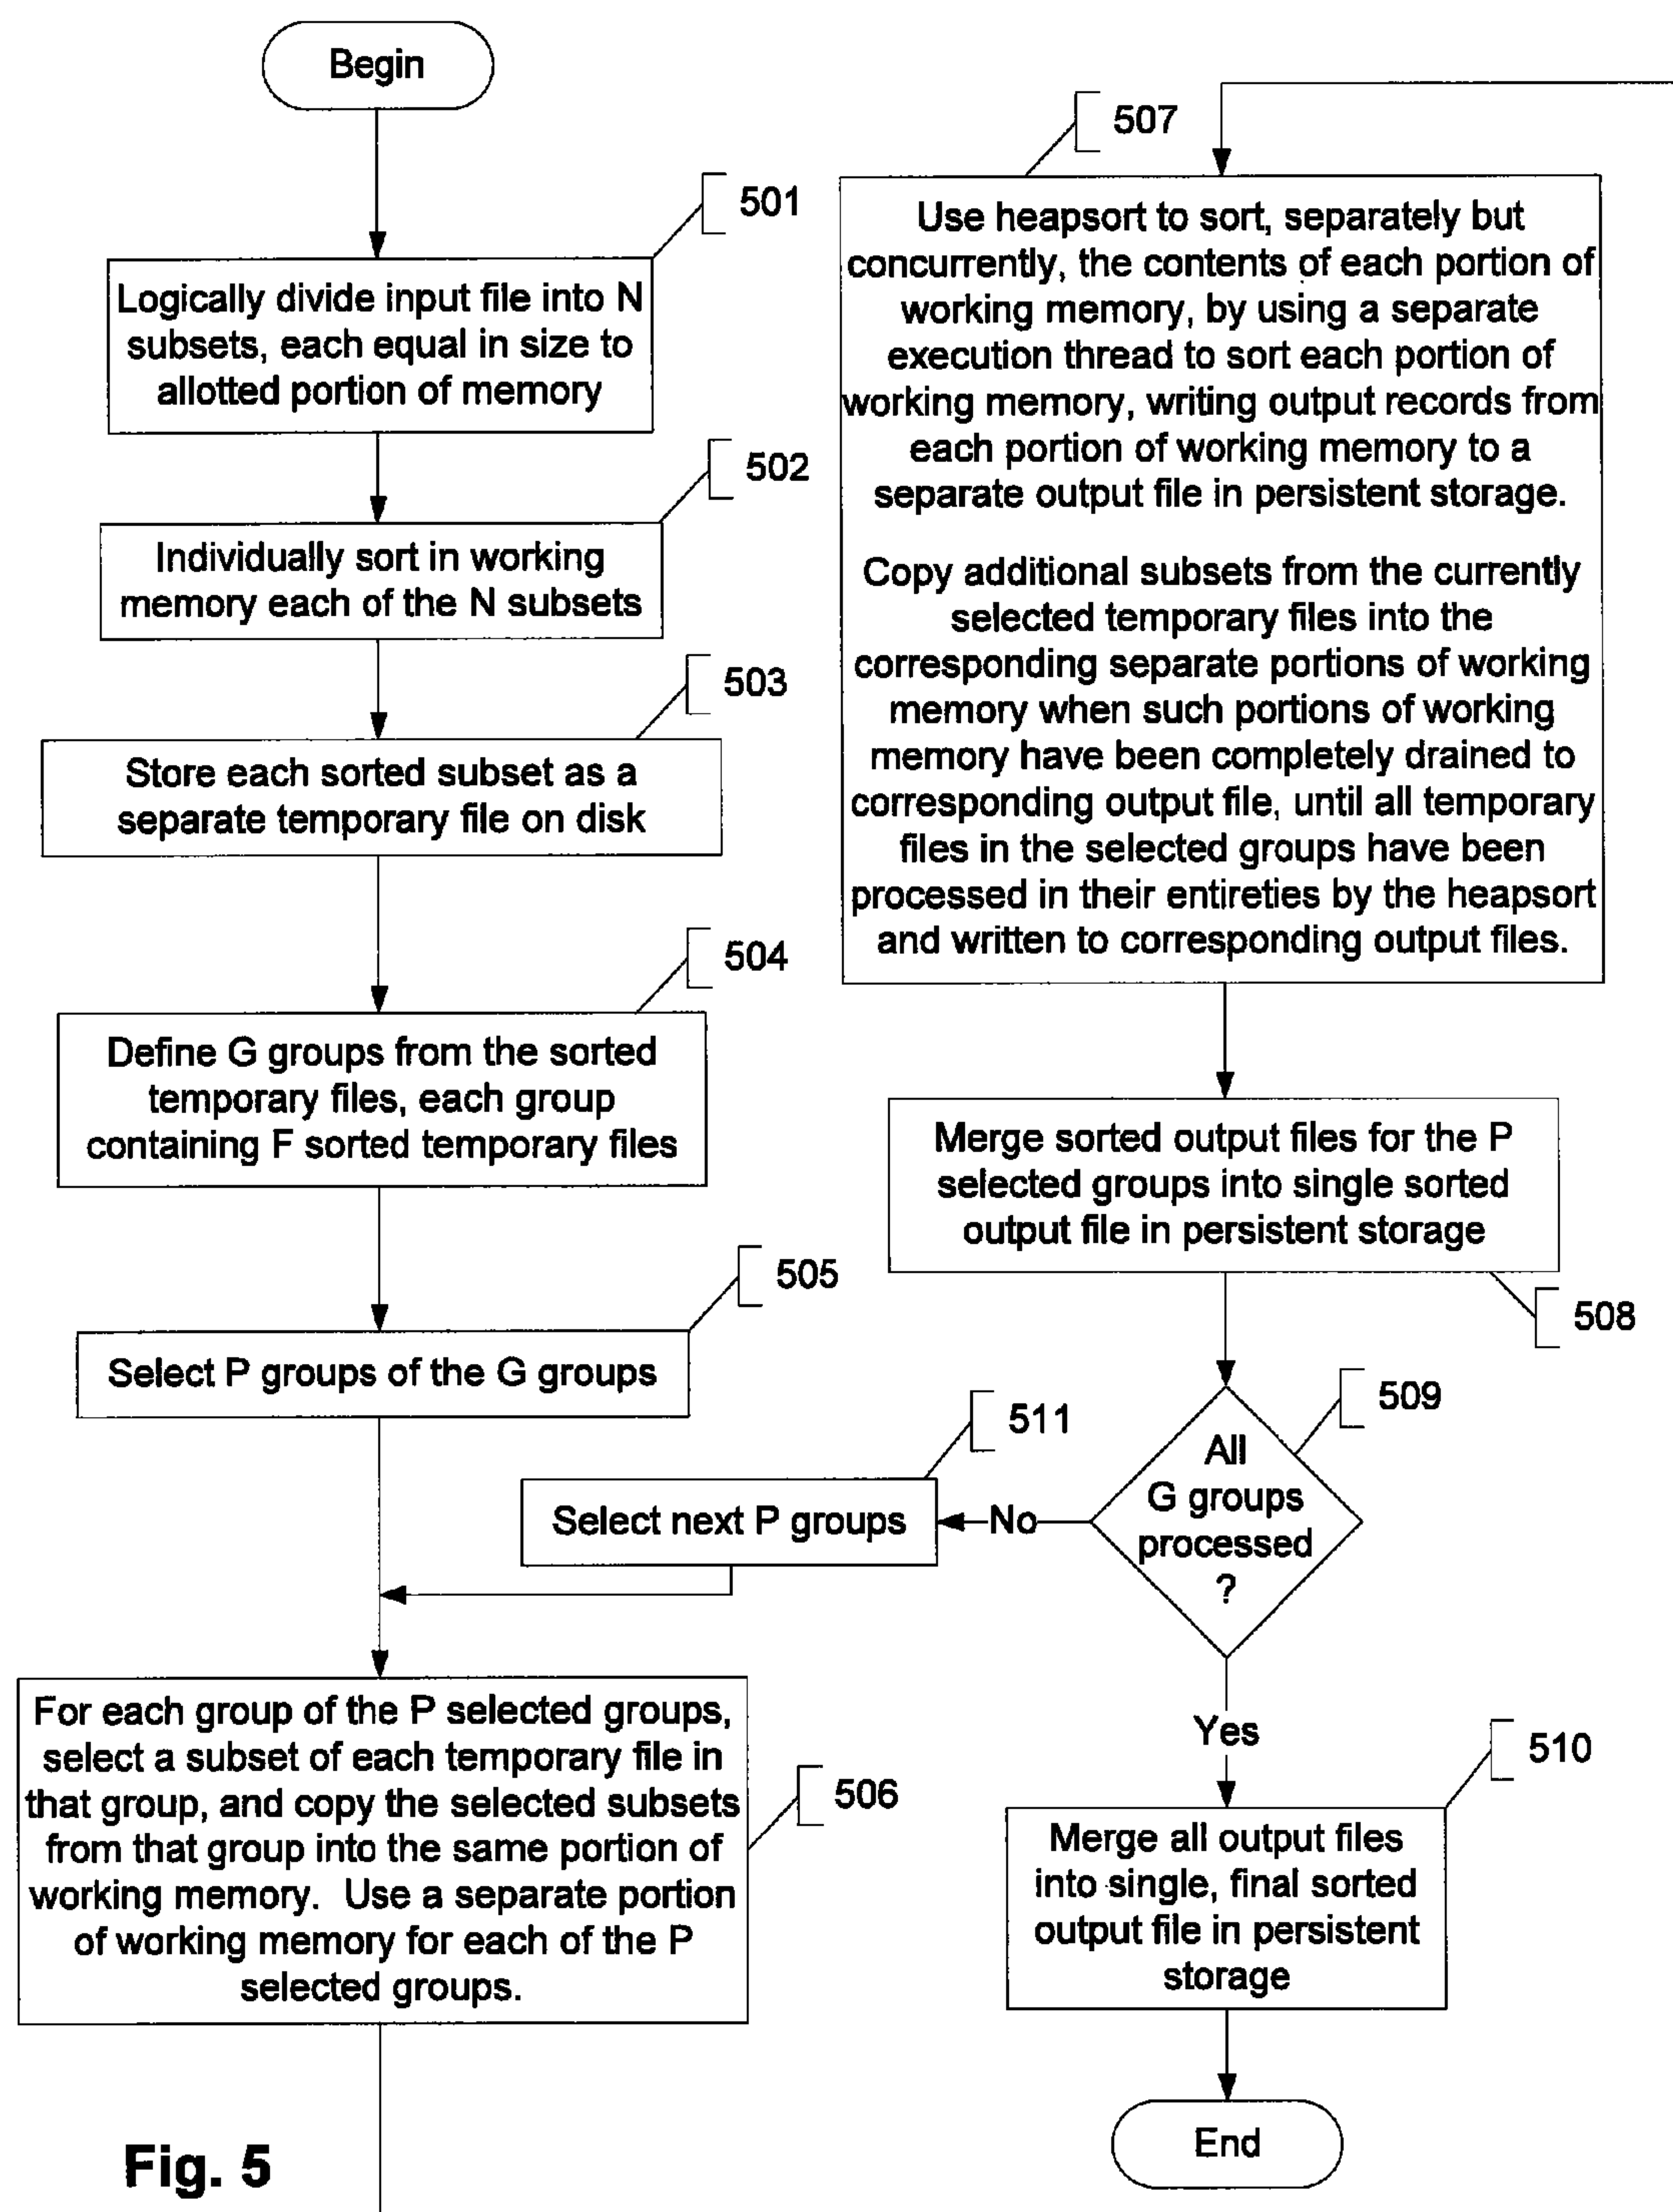 Begin
501
Logically divide input file into N
subsets, each equal in size to
allotted portion of memory
502
Individually sort in working
memory each of the N subsets
503
Store each sorted subset as a
separate temporary file on disk
504
Define G groups from the sorted
temporary files, each group
containing F sorted temporary files
505
Select P groups of the G groups
506
For each group of the P selected groups,
select a subset of each temporary file in
that group, and copy the selected subsets
from that group into the same portion of
working memory.  Use a separate portion
of working memory for each of the P
selected groups.
507
Use heapsort to sort, separately but
concurrently, the contents of each portion of
working memory, by using a separate
execution thread to sort each portion of
working memory, writing output records from
each portion of working memory to a
separate output file in persistent storage.
Copy additional subsets from the currently
selected temporary files into the
corresponding separate portions of working
memory when such portions of working
memory have been completely drained to
corresponding output file, until all temporary
files in the selected groups have been
processed in their entireties by the heapsort
and written to corresponding output files.
Merge sorted output files for the P
selected groups into single sorted
output file in persistent storage
508
509
All
G groups
processed
?
No
511
Select next P groups
Yes
510
Merge all output files
into single, final sorted
output file in persistent
storage
End
Fig. 5